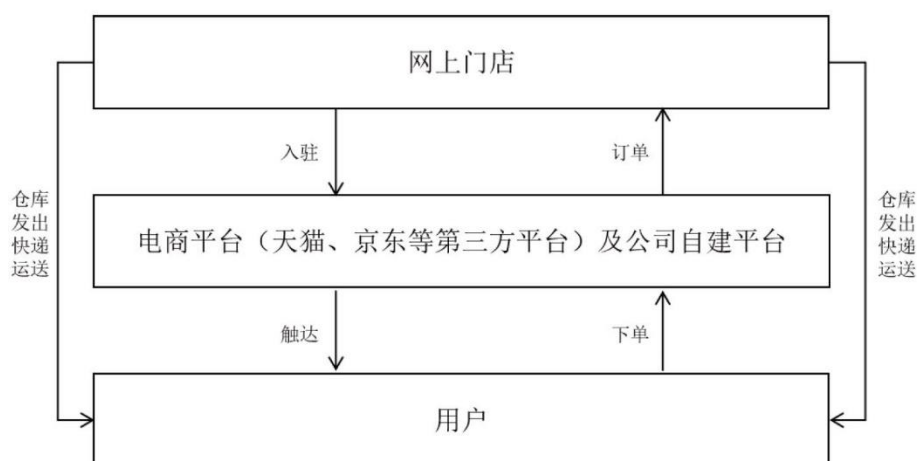 网上门店
入驻
订单
仓库
发出
快递
运送
仓库
发出
快递
运送
电商平台（天猫、京东等第三方平台）及公司自建平台
触达
下单
用户